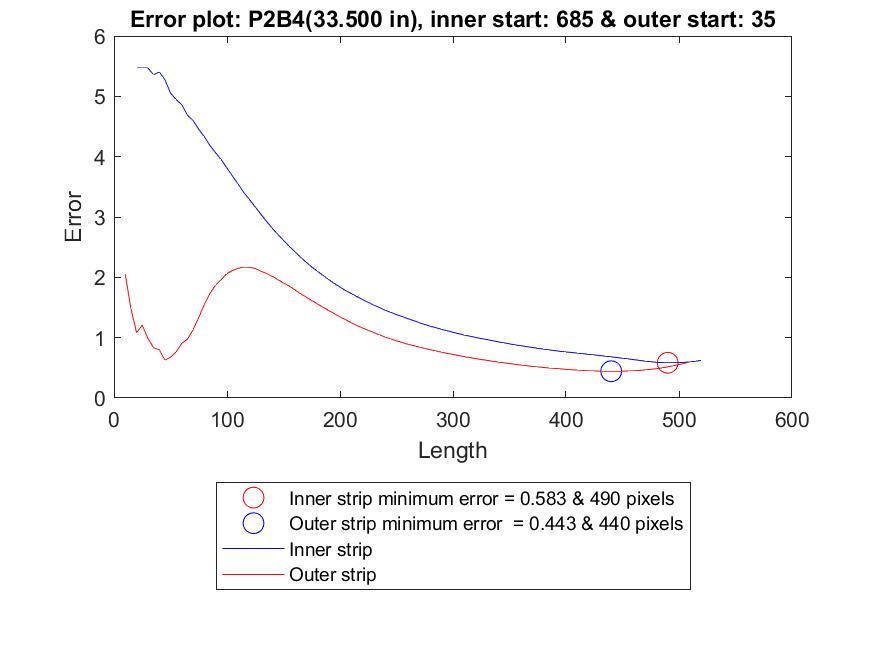 Error plot: P2B4(33.500 in), inner start: 685 & outer start: 35
6
5
4
3
2
1
0
Error
0 100 200 300 400 500 600
Length
Inner strip minimum error = 0.583 & 490 pixels
Outer strip minimum error  = 0.443 & 440 pixels
Inner strip
Outer strip